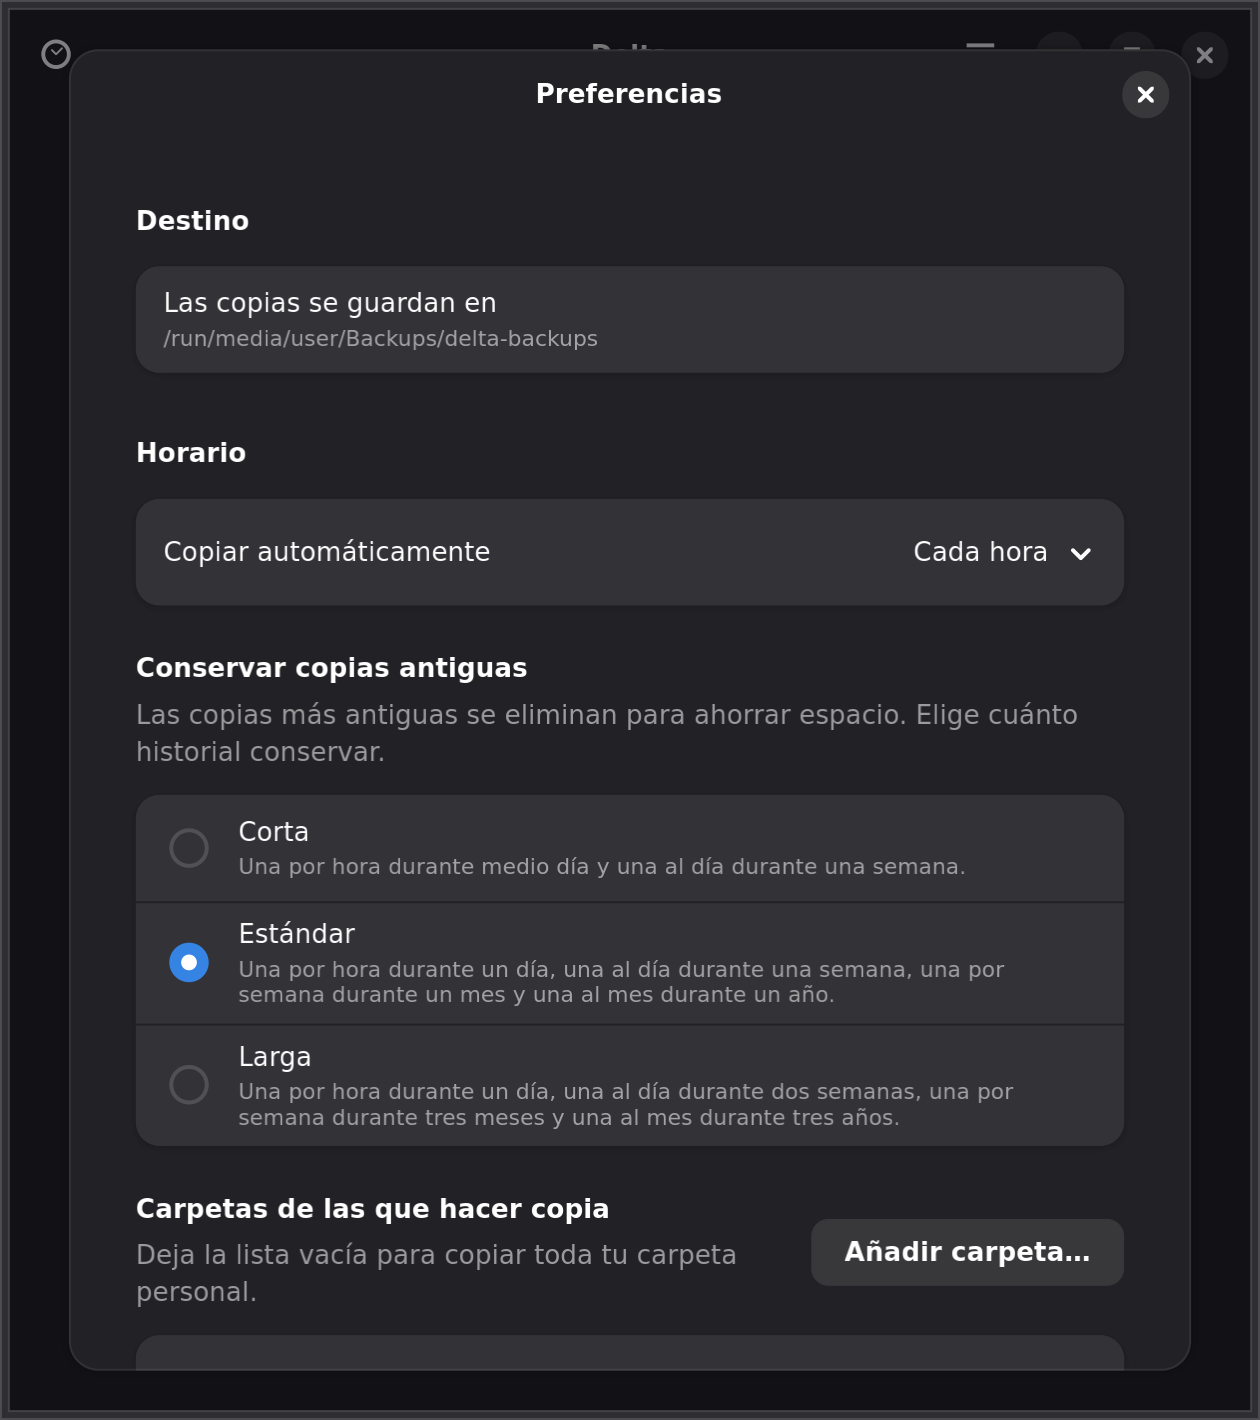 Preferencias
Destino
Las copias se guardan en
/run/media/user/Backups/delta-backups
Horario
Copiar automáticamente
Cada hora
Conservar copias antiguas
Las copias más antiguas se eliminan para ahorrar espacio. Elige cuánto
historial conservar.
Corta
Una por hora durante medio día y una al día durante una semana.
Estándar
Una por hora durante un día, una al día durante una semana, una por
semana durante un mes y una al mes durante un año.
Larga
Una por hora durante un día, una al día durante dos semanas, una por
semana durante tres meses y una al mes durante tres años.
Carpetas de las que hacer copia
Deja la lista vacía para copiar toda tu carpeta
personal.
Añadir carpeta…